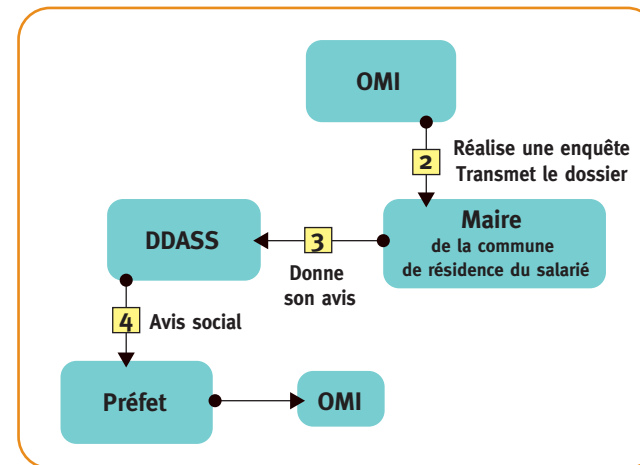 OMI
2
Réalise une enquête
Transmet le dossier
Maire
de la commune
de résidence du salarié
DDASS
3
Donne
son avis
4
Avis social
Préfet
OMI